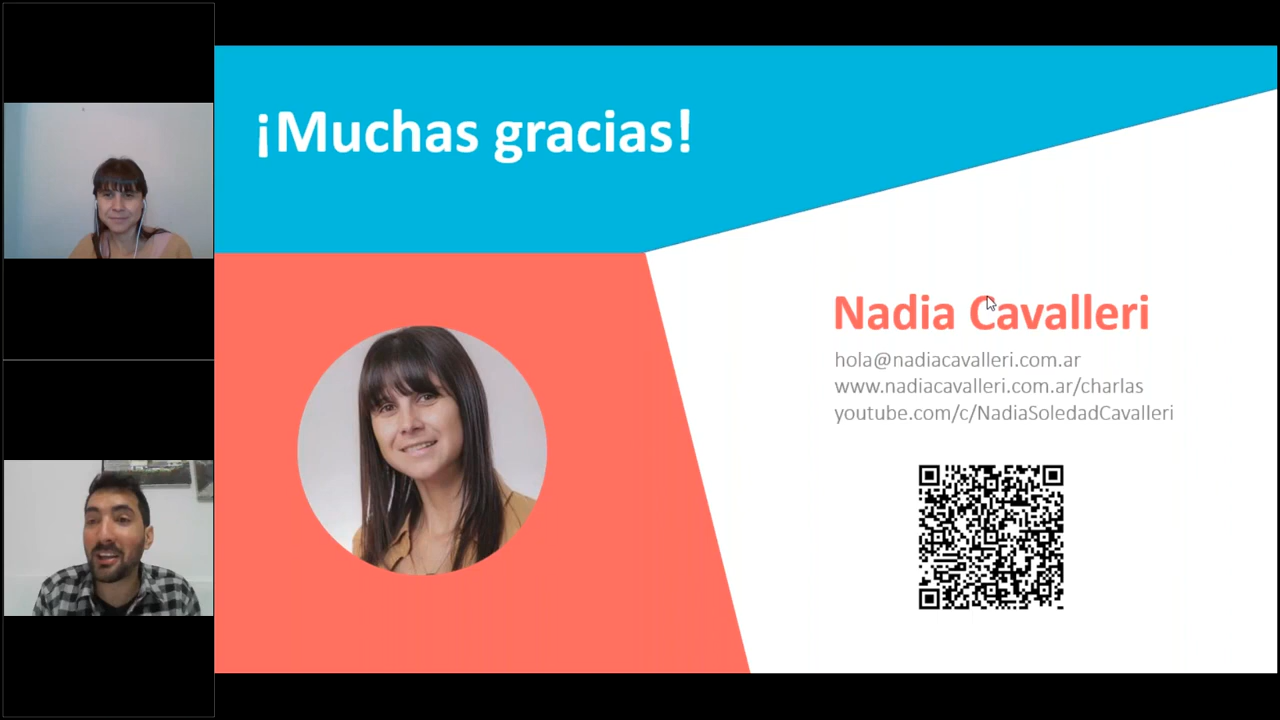 ¡Muchas gracias!
Nadia Cavalleri
hola@nadiacavalleri.com.ar
www.nadiacavalleri.com.ar/charlas
youtube.com/c/NadiaSoledadCavalleri